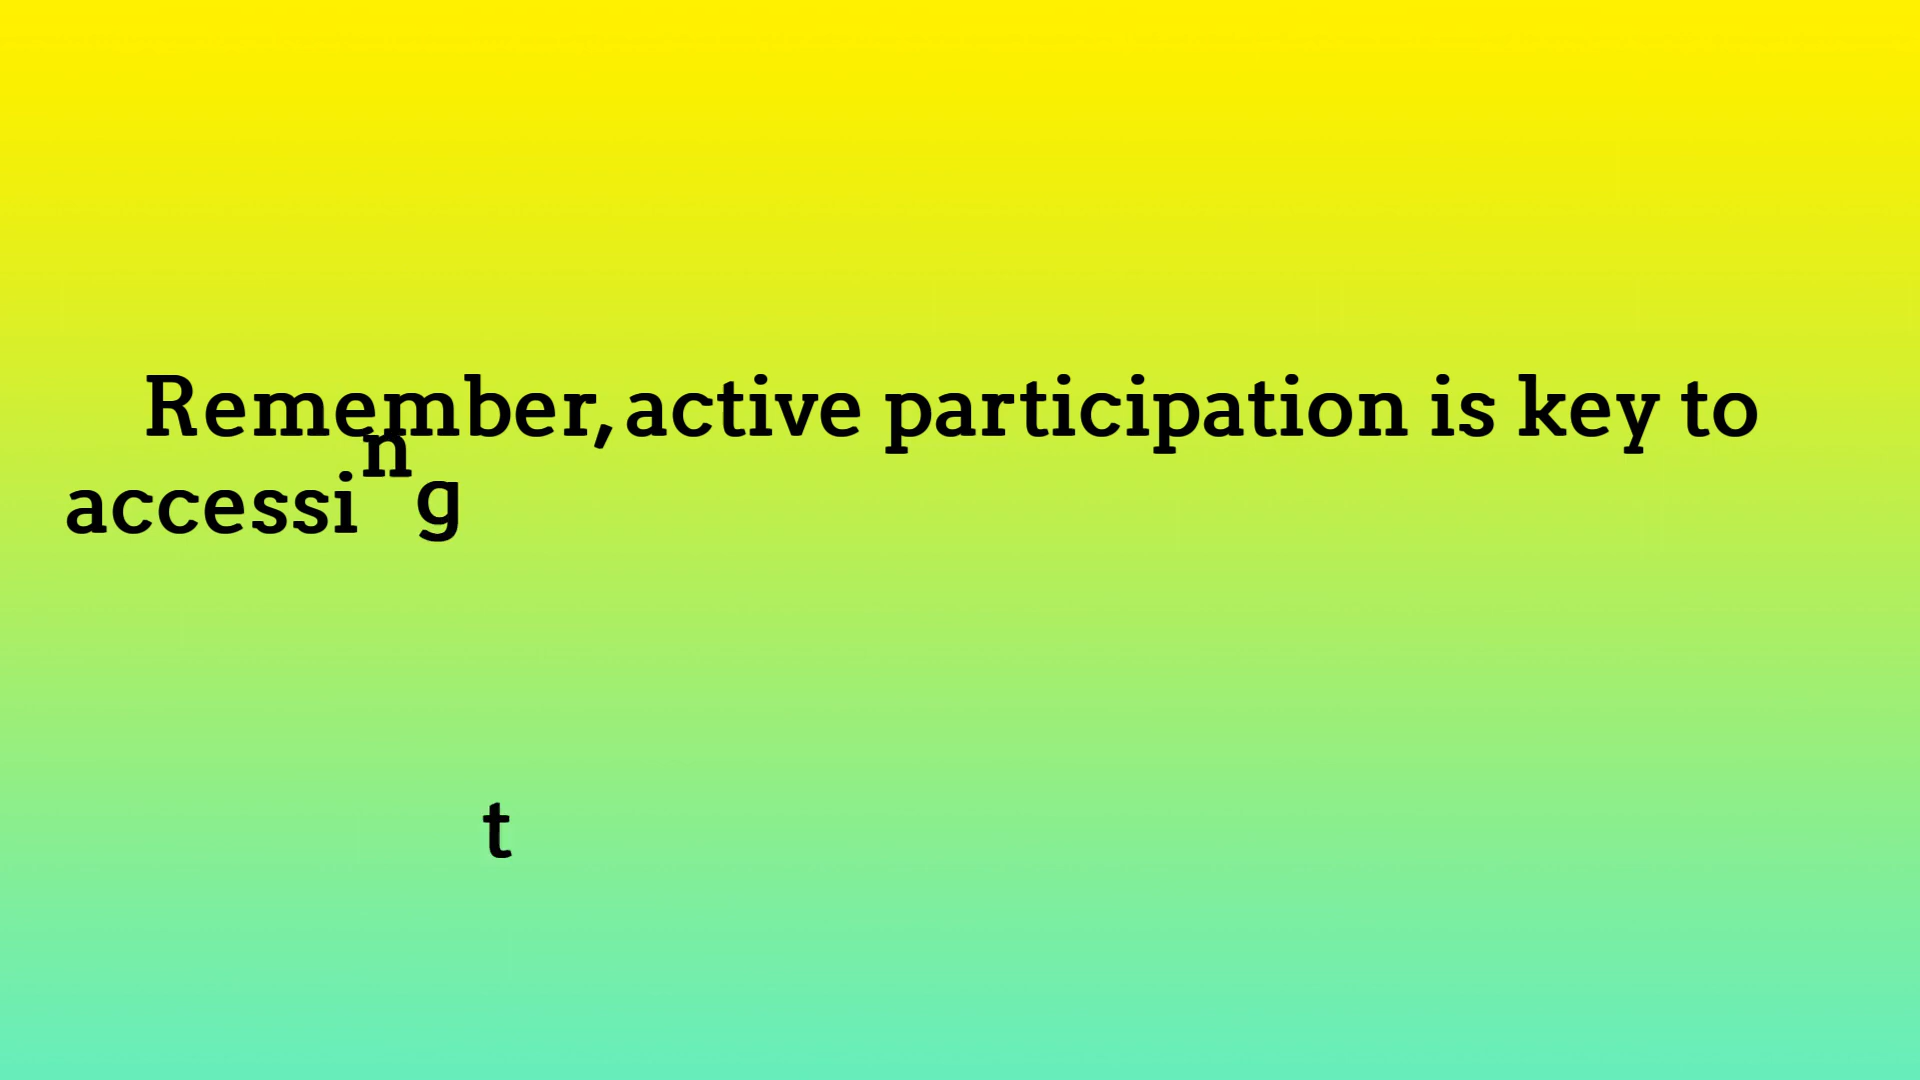 Remember, active participation is key to
accessing
t